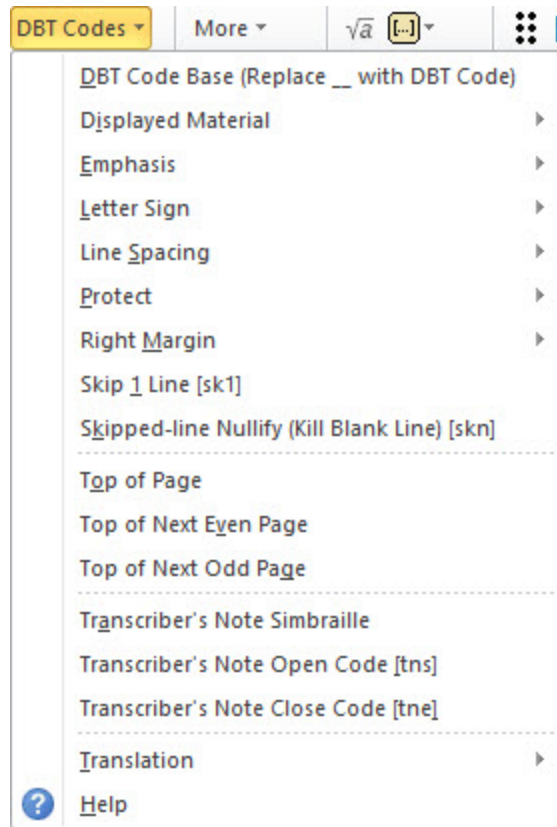 DBT Codes More √a [...]
DBT Code Base (Replace __ with DBT Code)
Displayed Material
Emphasis
Letter Sign
Line Spacing
Protect
Right Margin
Skip 1 Line [sk1]
Skipped-line Nullify (Kill Blank Line) [skn]
Top of Page
Top of Next Even Page
Top of Next Odd Page
Transcriber's Note Simbraille
Transcriber's Note Open Code [tns]
Transcriber's Note Close Code [tne]
Translation
? Help